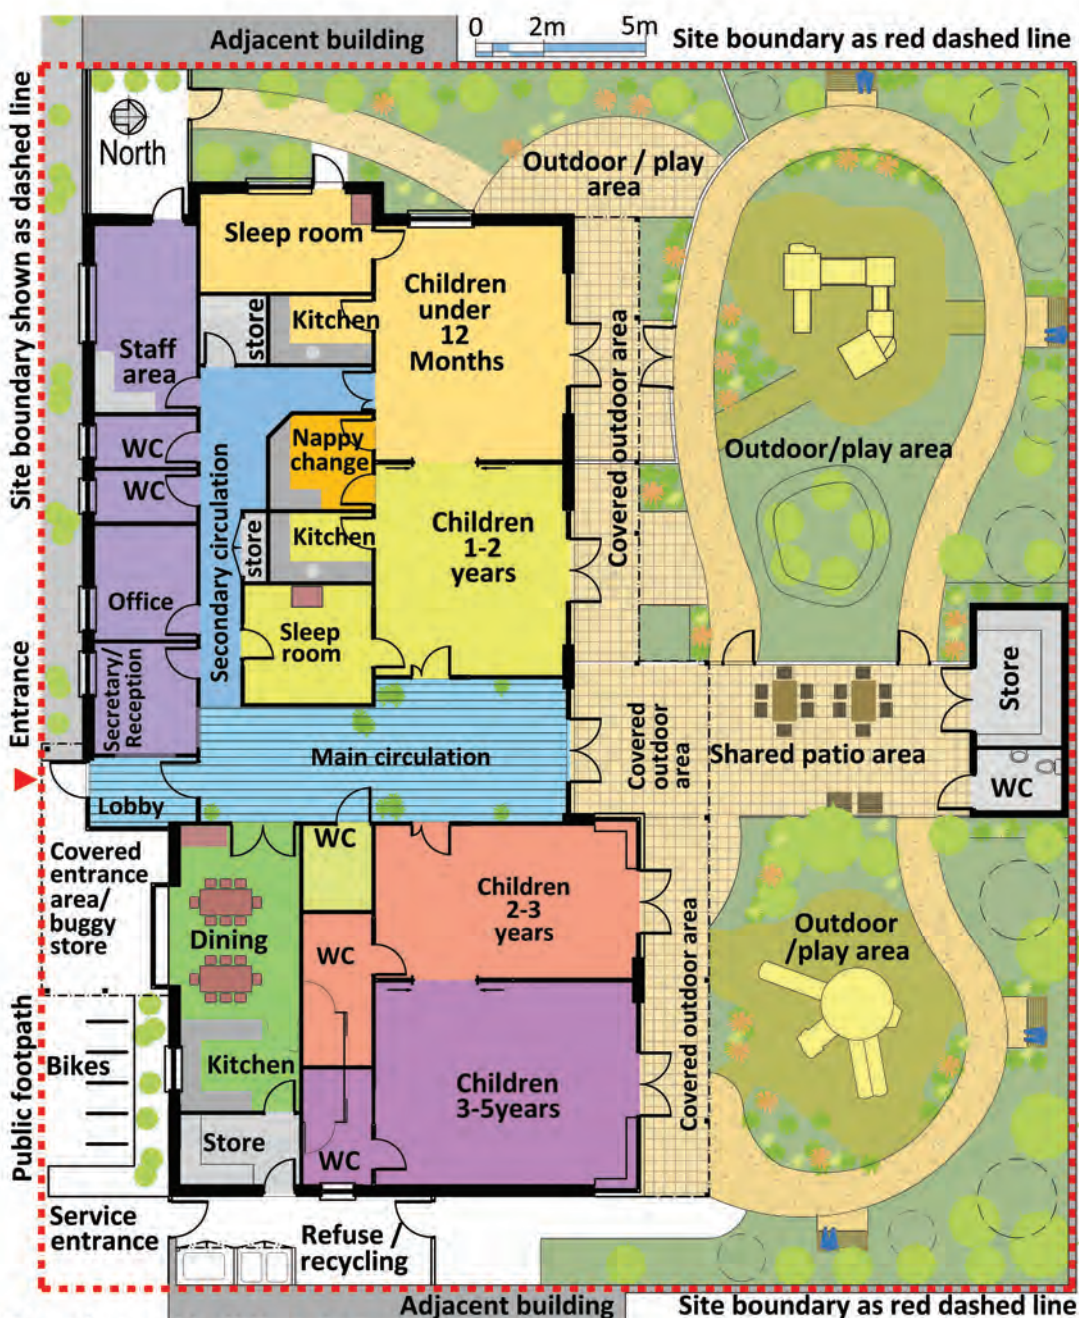 Adjacent building
0 2m 5m
Site boundary as red dashed line
Site boundary shown as dashed line
North
Outdoor / play
area
Sleep room
Children
under
12
Months
store
Kitchen
Staff
area
Covered outdoor area
WC
Nappy
change
Outdoor/play area
WC
Secondary circulation
store
Kitchen
Children
1-2
years
Office
Sleep
room
Secretary/
Reception
Store
Entrance
Main circulation
Covered
outdoor
area
Shared patio area
WC
Lobby
WC
Covered
entrance
area/
buggy
store
Children
2-3
years
Dining
WC
Outdoor
/play area
Covered outdoor area
Public footpath
Bikes
Kitchen
Children
3-5years
Store
WC
Service
entrance
Refuse /
recycling
Adjacent building
Site boundary as red dashed line